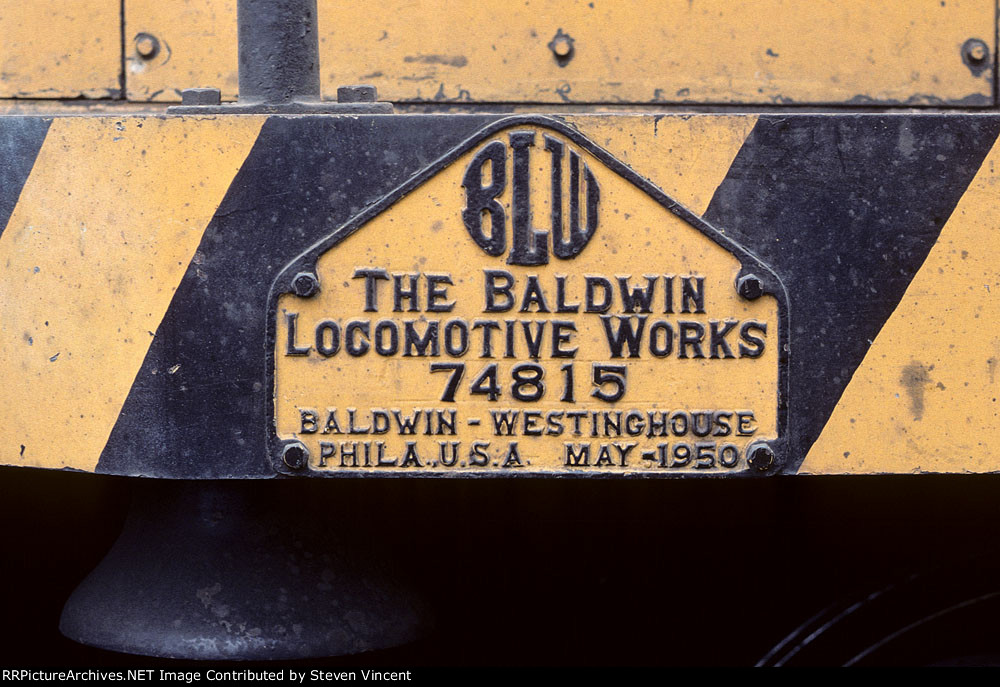 BLW
THE BALDWIN
LOCOMOTIVE WORKS
74815
BALDWIN - WESTINGHOUSE
PHILA., U.S.A. MAY - 1950
RRPictureArchives.NET Image Contributed by Steven Vincent